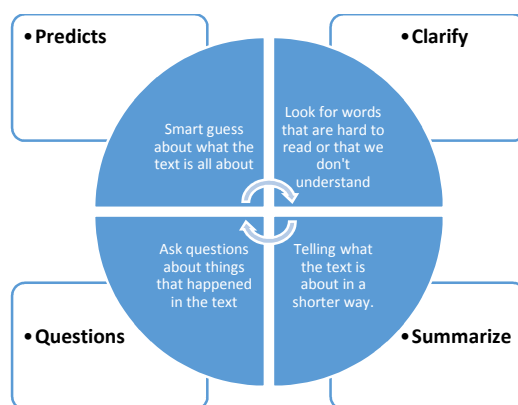 •Predicts
•Clarify
Smart guess
about what the
text is all about
Look for words
that are hard to
read or that we
don't
understand
Ask questions
about things
that happened
in the text
Telling what
the text is
about in a
shorter way.
•Questions
•Summarize